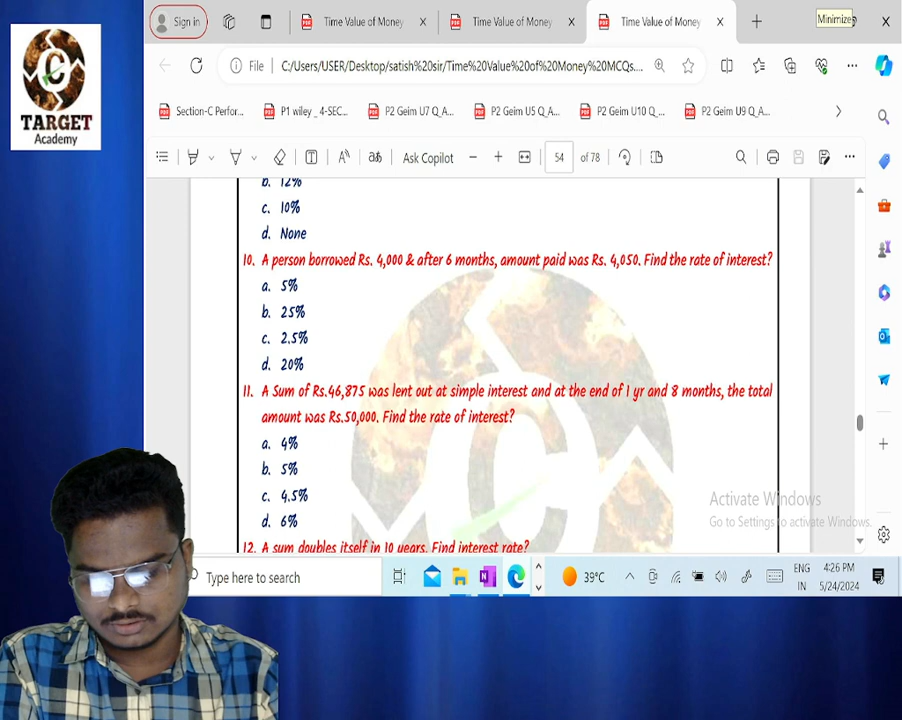 TARGET
Academy
Sign in
Time Value of Money
Time Value of Money
Time Value of Money
Minimize
File
C:/Users/USER/Desktop/satish%20sir/Time%20Value%20of%20Money%20MCQs....
Section-C Perfor...
P1 wiley _ 4-SEC...
P2 Geim U7 Q_A...
P2 Geim U5 Q_A...
P2 Geim U10 Q_...
P2 Geim U9 Q_A...
Ask Copilot
54
of 78
b. 12%
c. 10%
d. None
10. A person borrowed Rs. 4,000 & after 6 months, amount paid was Rs. 4,050. Find the rate of interest?
a. 5%
b. 25%
c. 2.5%
d. 20%
11. A Sum of Rs.46,875 was lent out at simple interest and at the end of 1 yr and 8 months, the total
amount was Rs.50,000. Find the rate of interest?
a. 4%
b. 5%
c. 4.5%
d. 6%
12. A sum doubles itself in 10 years. Find interest rate?
Activate Windows
Go to Settings to activate Windows.
Type here to search
39°C
ENG
IN
4:26 PM
5/24/2024